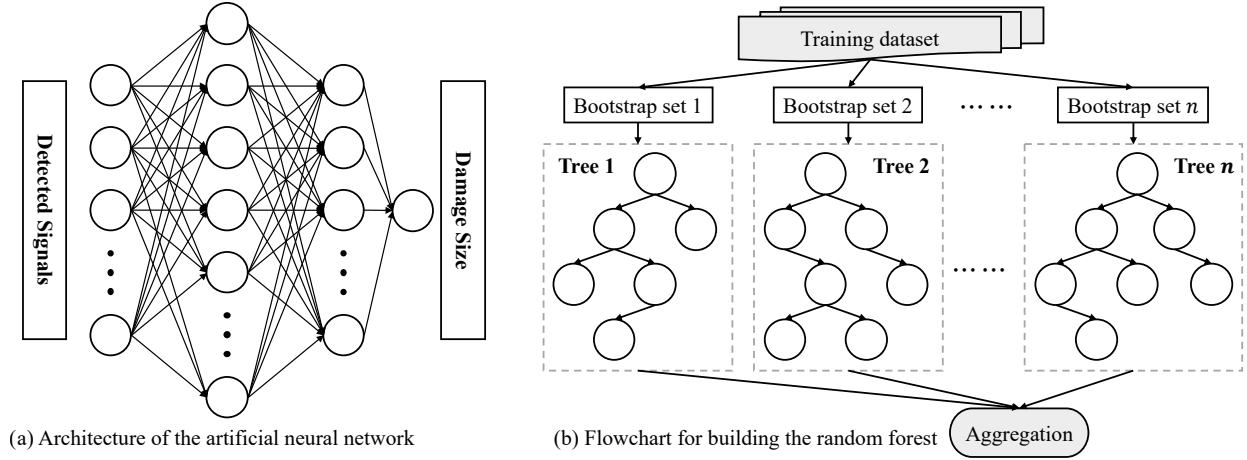 Detected Signals
Damage Size
(a) Architecture of the artificial neural network
Training dataset
Bootstrap set 1
Bootstrap set 2
…… 
Bootstrap set n
Tree 1
Tree 2
Tree n
……
(b) Flowchart for building the random forest
Aggregation